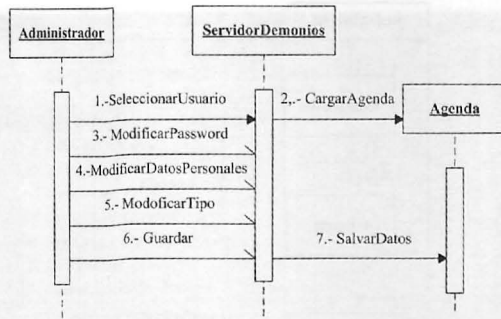 Administrador
ServidorDemonios
1.-SeleccionarUsuario
2,.- CargarAgenda
Agenda
3.- ModificarPassword
4.-ModificarDatosPersonales
5.- ModoficarTipo
6.- Guardar
7.- SalvarDatos